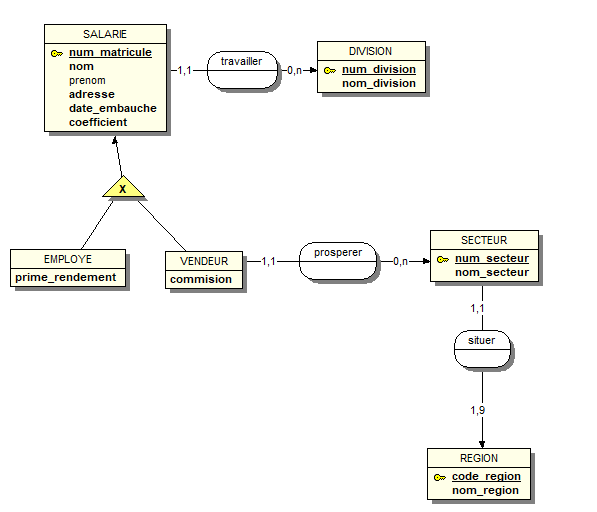 SALARIE
num_matricule
nom
prenom
adresse
date_embauche
coefficient
1,1
travailler
0,n
DIVISION
num_division
nom_division
X
EMPLOYE
prime_rendement
VENDEUR
commision
1,1
prosperer
0,n
SECTEUR
num_secteur
nom_secteur
1,1
situer
1,9
REGION
code_region
nom_region